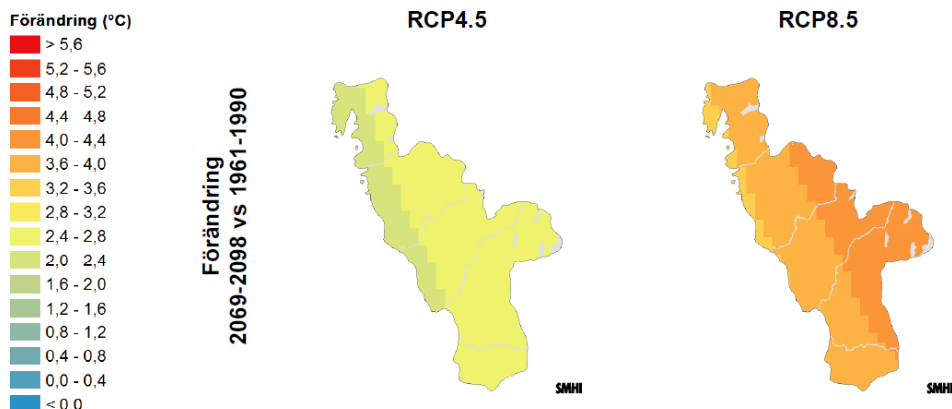 Förändring (°C)
> 5,6
5,2 - 5,6
4,8 - 5,2
4,4 4,8
4,0 - 4,4
3,6 - 4,0
3,2 - 3,6
2,8 - 3,2
2,4 - 2,8
2,0 2,4
1,6 - 2,0
1,2 - 1,6
0,8 - 1,2
0,4 - 0,8
0,0 - 0,4
< 0,0
Förändring
2069-2098 vs 1961-1990
RCP4.5
SMHI
RCP8.5
SMHI